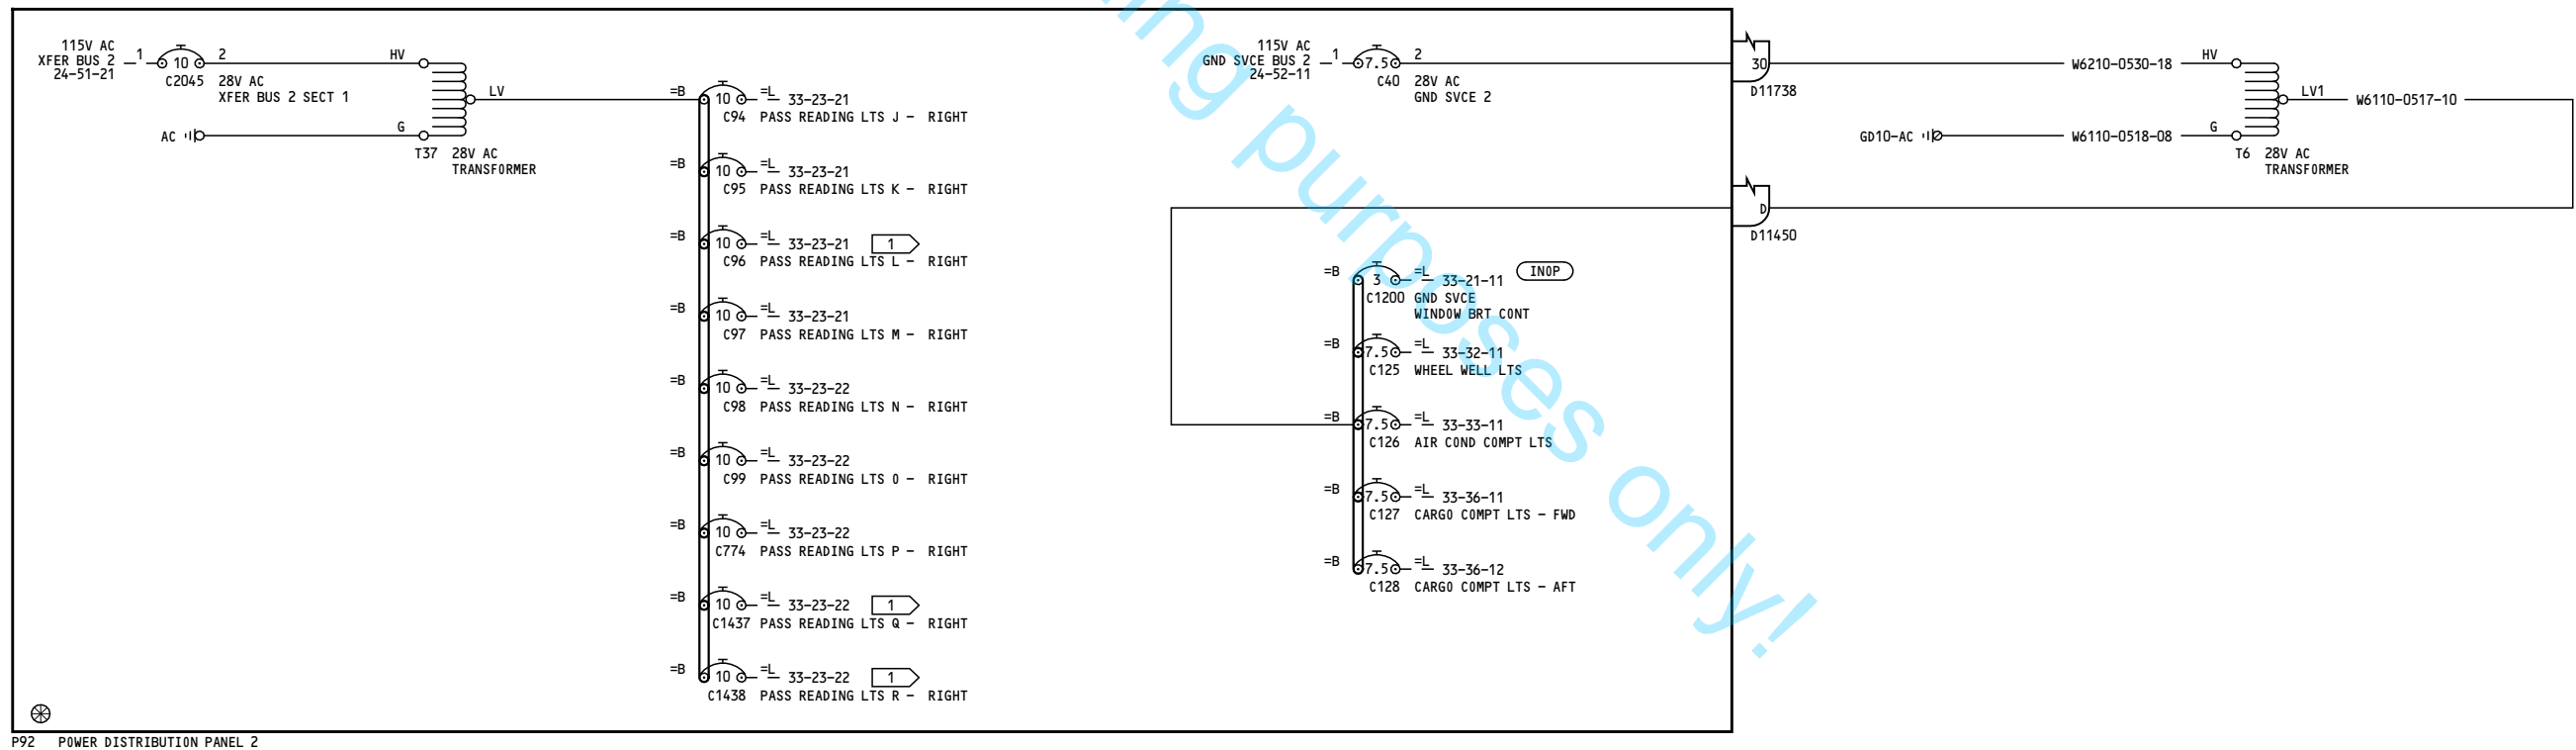 115V AC
XFER BUS 2
24-51-21
1
10
2
C2045
28V AC
XFER BUS 2 SECT 1
HV
LV
AC
G
T37
28V AC
TRANSFORMER
=B 10 =L 33-23-21
C94 PASS READING LTS J - RIGHT
=B 10 =L 33-23-21
C95 PASS READING LTS K - RIGHT
=B 10 =L 33-23-21 1
C96 PASS READING LTS L - RIGHT
=B 10 =L 33-23-21
C97 PASS READING LTS M - RIGHT
=B 10 =L 33-23-22
C98 PASS READING LTS N - RIGHT
=B 10 =L 33-23-22
C99 PASS READING LTS O - RIGHT
=B 10 =L 33-23-22
C774 PASS READING LTS P - RIGHT
=B 10 =L 33-23-22 1
C1437 PASS READING LTS Q - RIGHT
=B 10 =L 33-23-22 1
C1438 PASS READING LTS R - RIGHT
115V AC
GND SVCE BUS 2
24-52-11
1
7.5
2
C40
28V AC
GND SVCE 2
30
D11738
W6210-0530-18
HV
LV1
W6110-0517-10
GD10-AC
W6110-0518-08
G
T6
28V AC
TRANSFORMER
D
D11450
=B 3 =L 33-21-11 INOP
C1200 GND SVCE
WINDOW BRT CONT
=B 7.5 =L 33-32-11
C125 WHEEL WELL LTS
=B 7.5 =L 33-33-11
C126 AIR COND COMPT LTS
=B 7.5 =L 33-36-11
C127 CARGO COMPT LTS - FWD
=B 7.5 =L 33-36-12
C128 CARGO COMPT LTS - AFT
P92 POWER DISTRIBUTION PANEL 2
purposes only!